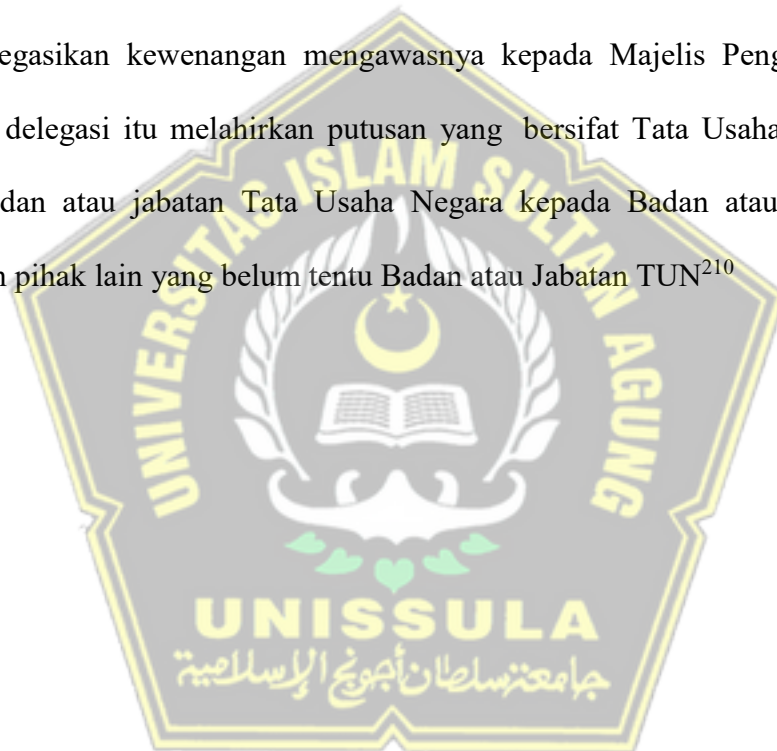 egasikan kewenangan mengawasnya kepada Majelis Peng
delegasi itu melahirkan putusan yang bersifat Tata Usaha
dan atau jabatan Tata Usaha Negara kepada Badan atau
n pihak lain yang belum tentu Badan atau Jabatan TUN210
UNIVERSITAS ISLAM SULTAN AGUNG
UNISSULA
جامعة سلطان أجونج الإسلامية